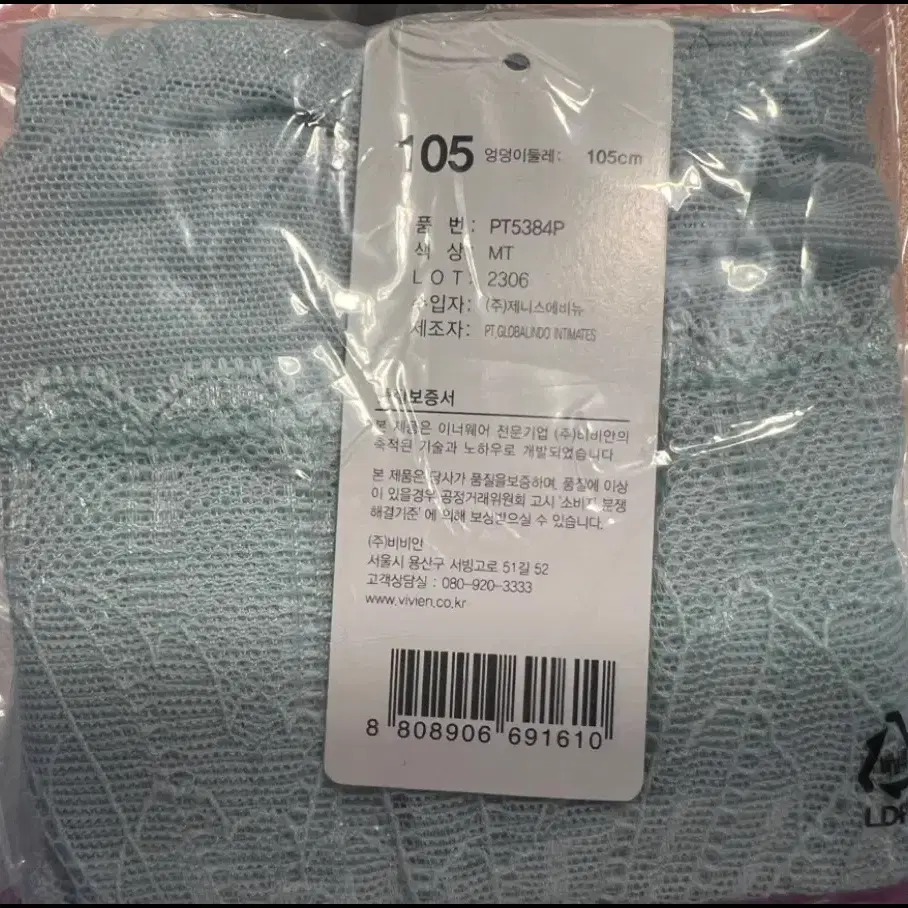 105 엉덩이둘레: 105cm
품 번: PT5384P
색 상: MT
LOT: 2306
수입자: (주)제니스에비뉴
제조자: PT.GLOBALINDO INTIMATES
품질보증서
본 제품은 이너웨어 전문기업 (주)비비안의
축적된 기술과 노하우로 개발되었습니다
본 제품은 당사가 품질을보증하며, 품질에 이상
이 있을경우 공정거래위원회 고시 '소비자 분쟁
해결기준' 에 의해 보상받으실 수 있습니다.
(주)비비안
서울시 용산구 서빙고로 51길 52
고객상담실 : 080-920-3333
www.vivien.co.kr
8 808906 691610